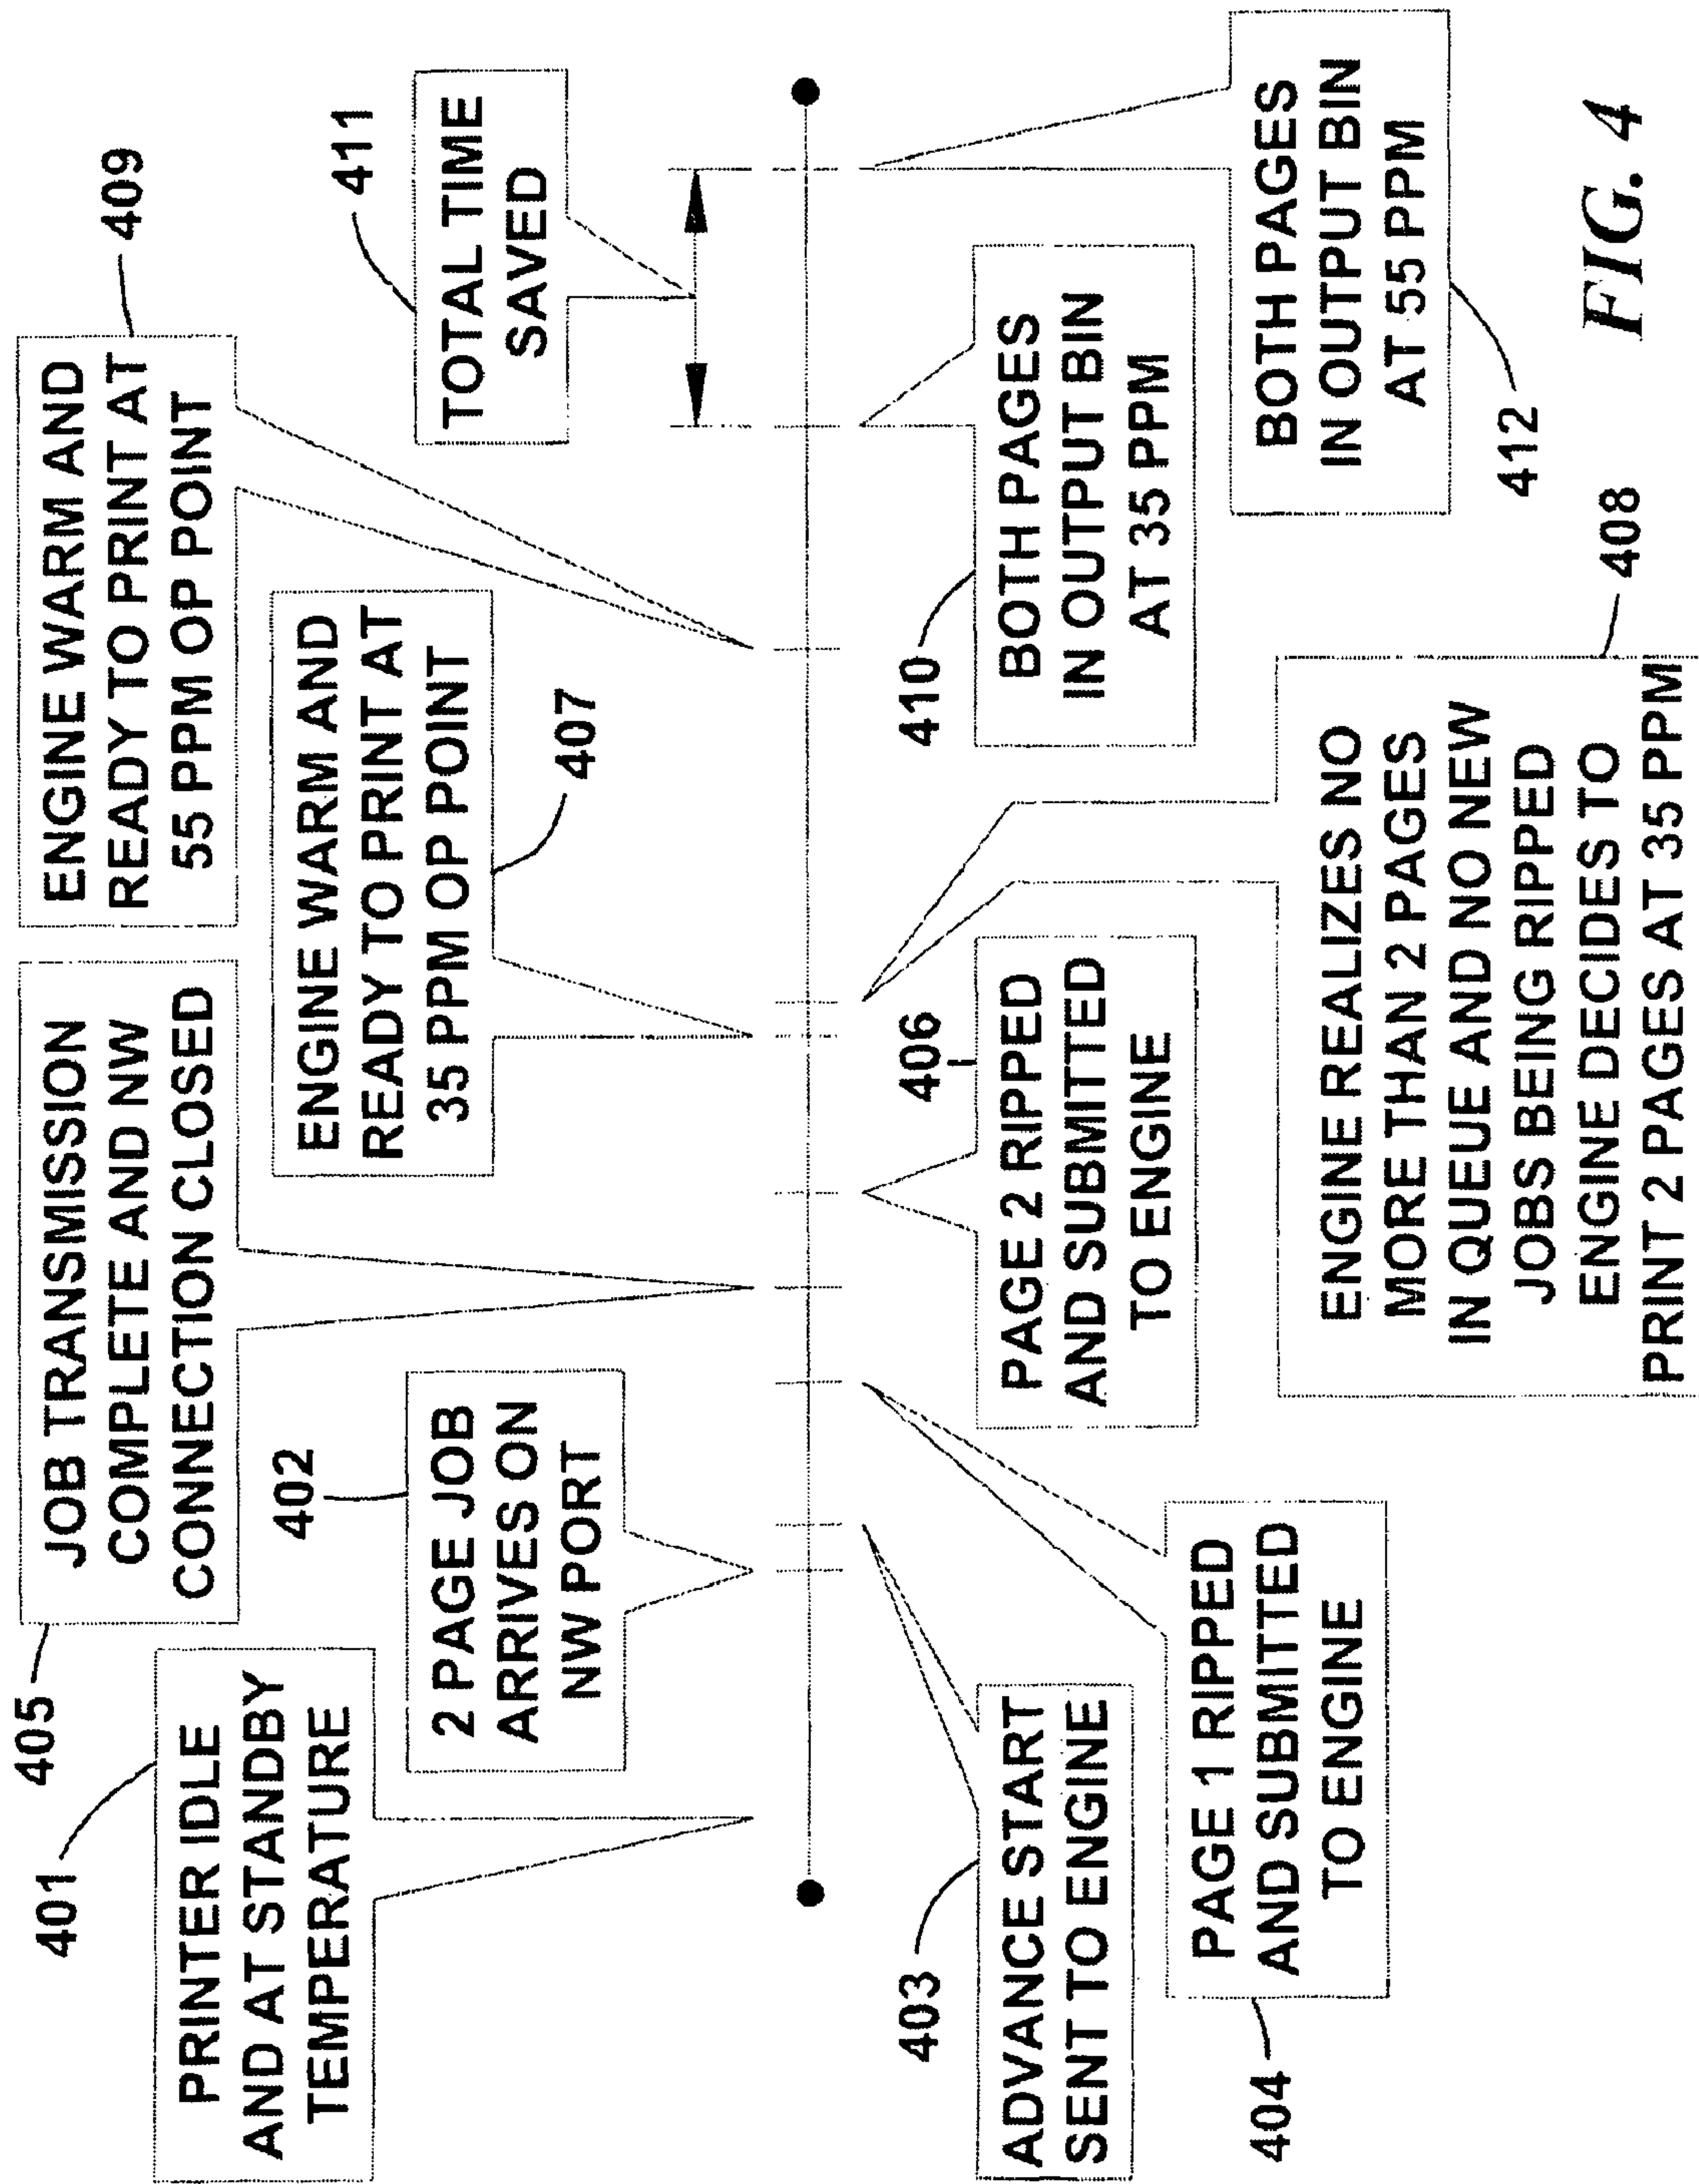 401
PRINTER IDLE
AND AT STANDBY
TEMPERATURE
405
JOB TRANSMISSION
COMPLETE AND NW
CONNECTION CLOSED
409
ENGINE WARM AND
READY TO PRINT AT
55 PPM OP POINT
402
2 PAGE JOB
ARRIVES ON
NW PORT
ENGINE WARM AND
READY TO PRINT AT
35 PPM OP POINT
407
411
TOTAL TIME
SAVED
403
ADVANCE START
SENT TO ENGINE
404
PAGE 1 RIPPED
AND SUBMITTED
TO ENGINE
406
PAGE 2 RIPPED
AND SUBMITTED
TO ENGINE
410
BOTH PAGES
IN OUTPUT BIN
AT 35 PPM
BOTH PAGES
IN OUTPUT BIN
AT 55 PPM
412
408
ENGINE REALIZES NO
MORE THAN 2 PAGES
IN QUEUE AND NO NEW
JOBS BEING RIPPED
ENGINE DECIDES TO
PRINT 2 PAGES AT 35 PPM
FIG. 4